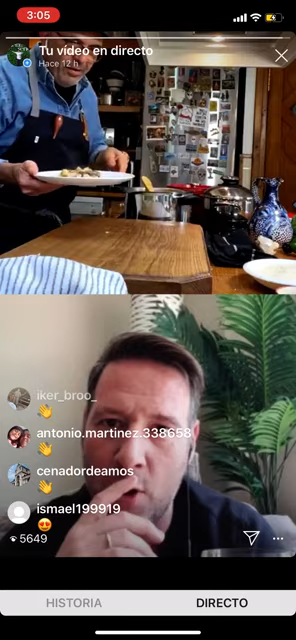 3:05
Tu vídeo en directo
Hace 12 h
iker_broo_
antonio.martinez.338658
cenadordeamos
ismael199919
5649
HISTORIA
DIRECTO